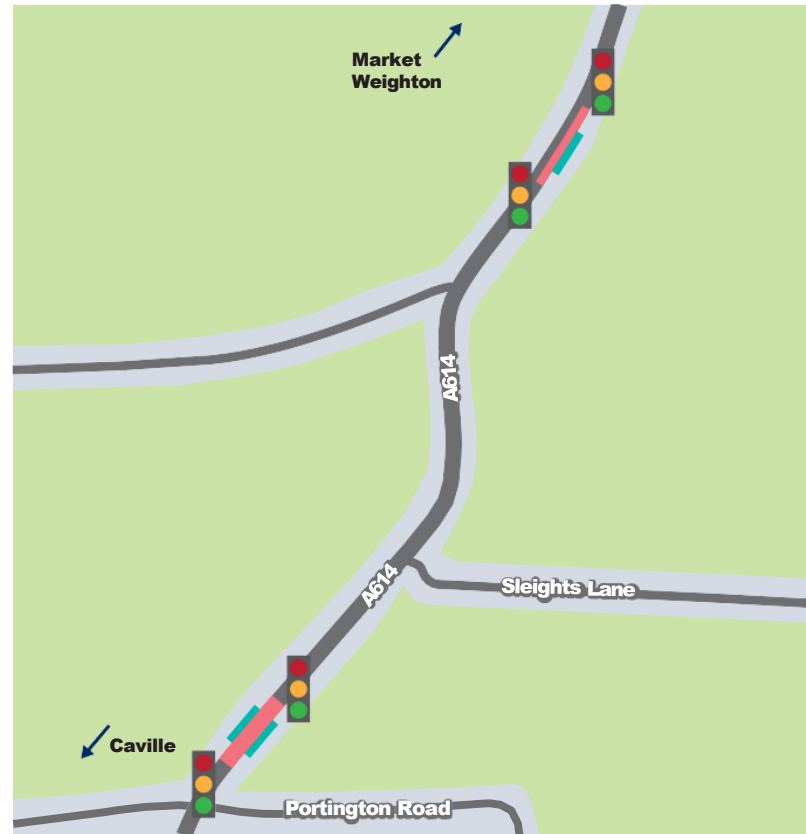 Market
Weighton
A614
A614
Sleights Lane
Caville
Portington Road